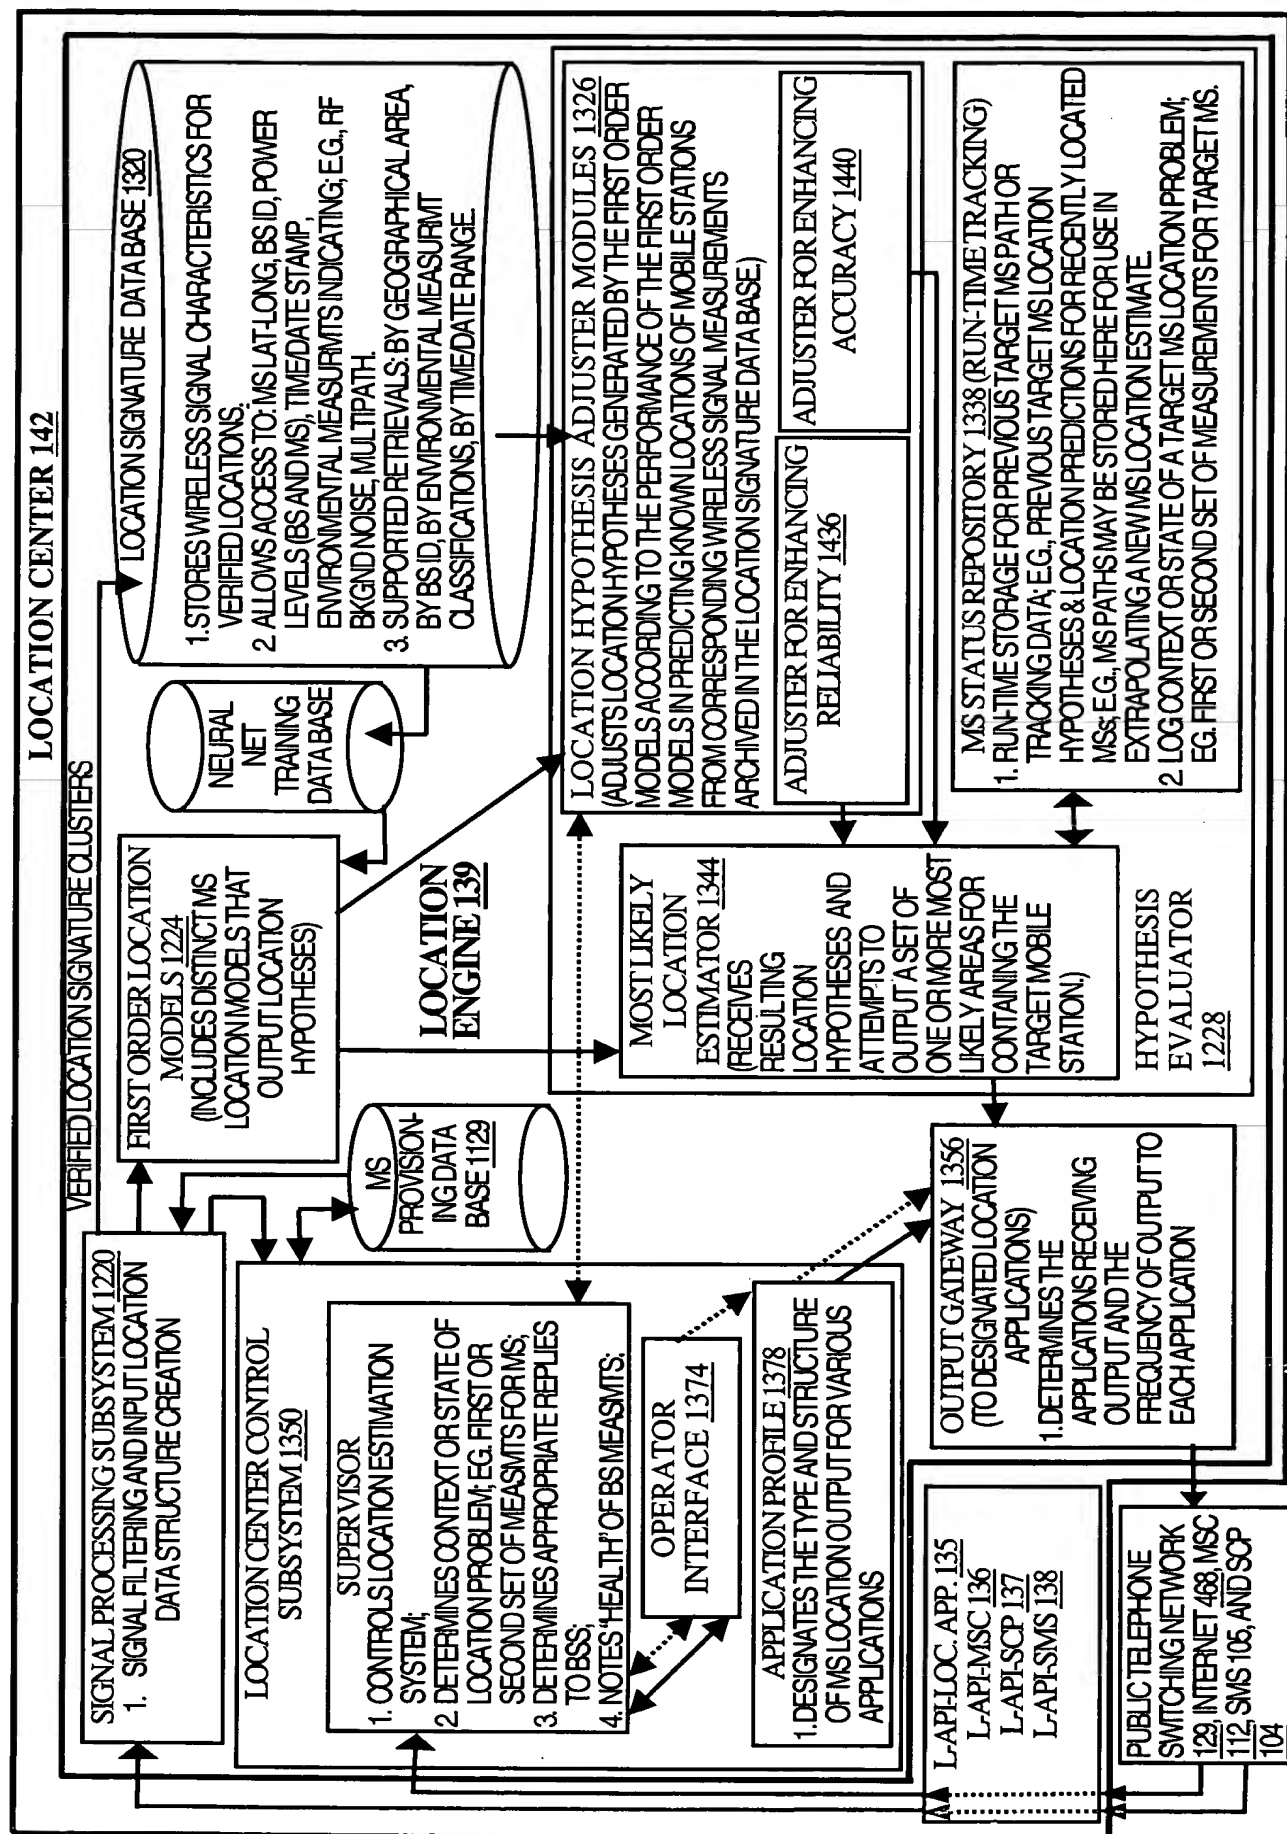 LOCATION CENTER 142
VERIFIED LOCATION SIGNATURE CLUSTERS
SIGNAL PROCESSING SUBSYSTEM 1220
1. SIGNAL FILTERING AND INPUT LOCATION
DATA STRUCTURE CREATION
FIRST ORDER LOCATION
MODELS 1224
(INCLUDES DISTINCT MS
LOCATION MODELS THAT
OUTPUT LOCATION
HYPOTHESES)
NEURAL
NET
TRAINING
DATA BASE
LOCATION SIGNATURE DATA BASE 1320
1. STORES WIRELESS SIGNAL CHARACTERISTICS FOR
VERIFIED LOCATIONS.
2 ALLOWS ACCESS TO: MS LAT-LONG, BS ID, POWER
LEVELS (BS AND MS), TIME/DATE STAMP,
ENVIRONMENTAL MEASURMTS INDICATING; E.G., RF
BKGND NOISE, MULTIPATH.
3. SUPPORTED RETRIEVALS: BY GEOGRAPHICAL AREA,
BY BS ID, BY ENVIRONMENTAL MEASURMT
CLASSIFICATIONS, BY TIME/DATE RANGE.
LOCATION CENTER CONTROL
SUBSYSTEM 1350
SUPERVISOR
1. CONTROLS LOCATION ESTIMATION
SYSTEM;
2 DETERMINES CONTEXT OR STATE OF
LOCATION PROBLEM; EG. FIRST OR
SECOND SET OF MEASMTS FOR MS;
3. DETERMINES APPROPRIATE REPLIES
TO BSS;
4. NOTES "HEALTH" OF BS MEASMTS;
MS
PROVISION-
ING DATA
BASE 1129
LOCATION
ENGINE 139
LOCATION HYPOTHESIS ADJUSTER MODULES 1326
(ADJUSTS LOCATION HYPOTHESES GENERATED BY THE FIRST ORDER
MODELS ACCORDING TO THE PERFORMANCE OF THE FIRST ORDER
MODELS IN PREDICTING KNOWN LOCATIONS OF MOBILE STATIONS
FROM CORRESPONDING WIRELESS SIGNAL MEASUREMENTS
ARCHIVED IN THE LOCATION SIGNATURE DATA BASE.)
ADJUSTER FOR ENHANCING
RELIABILITY 1436
ADJUSTER FOR ENHANCING
ACCURACY 1440
OPERATOR
INTERFACE 1374
APPLICATION PROFILE 1378
1.DESIGNATES THE TYPE AND STRUCTURE
OF MS LOCATION OUTPUT FOR VARIOUS
APPLICATIONS
MOST LIKELY
LOCATION
ESTIMATOR 1344
(RECEIVES
RESULTING
LOCATION
HYPOTHESES AND
ATTEMPTS TO
OUTPUT A SET OF
ONE OR MORE MOST
LIKELY AREAS FOR
CONTAINING THE
TARGET MOBILE
STATION.)
HYPOTHESIS
EVALUATOR
1228
MS STATUS REPOSITORY 1338 (RUN-TIME TRACKING)
1. RUN-TIME STORAGE FOR PREVIOUS TARGET MS PATH OR
TRACKING DATA; E.G., PREVIOUS TARGET MS LOCATION
HYPOTHESES & LOCATION PREDICTIONS FOR RECENTLY LOCATED
MSs; E.G., MS PATHS MAY BE STORED HERE FOR USE IN
EXTRAPOLATING A NEW MS LOCATION ESTIMATE.
2. LOG CONTEXT OR STATE OF A TARGET MS LOCATION PROBLEM;
EG. FIRST OR SECOND SET OF MEASUREMENTS FOR TARGET MS.
OUTPUT GATEWAY 1356
(TO DESIGNATED LOCATION
APPLICATIONS)
1.DETERMINES THE
APPLICATIONS RECEIVING
OUTPUT AND THE
FREQUENCY OF OUTPUT TO
EACH APPLICATION
L-API-LOC. APP. 135
L-API-MSC 136
L-API-SCP 137
L-API-SMS 138
PUBLIC TELEPHONE
SWITCHING NETWORK
129, INTERNET 468, MSC
112, SMS 105, AND SCP
104